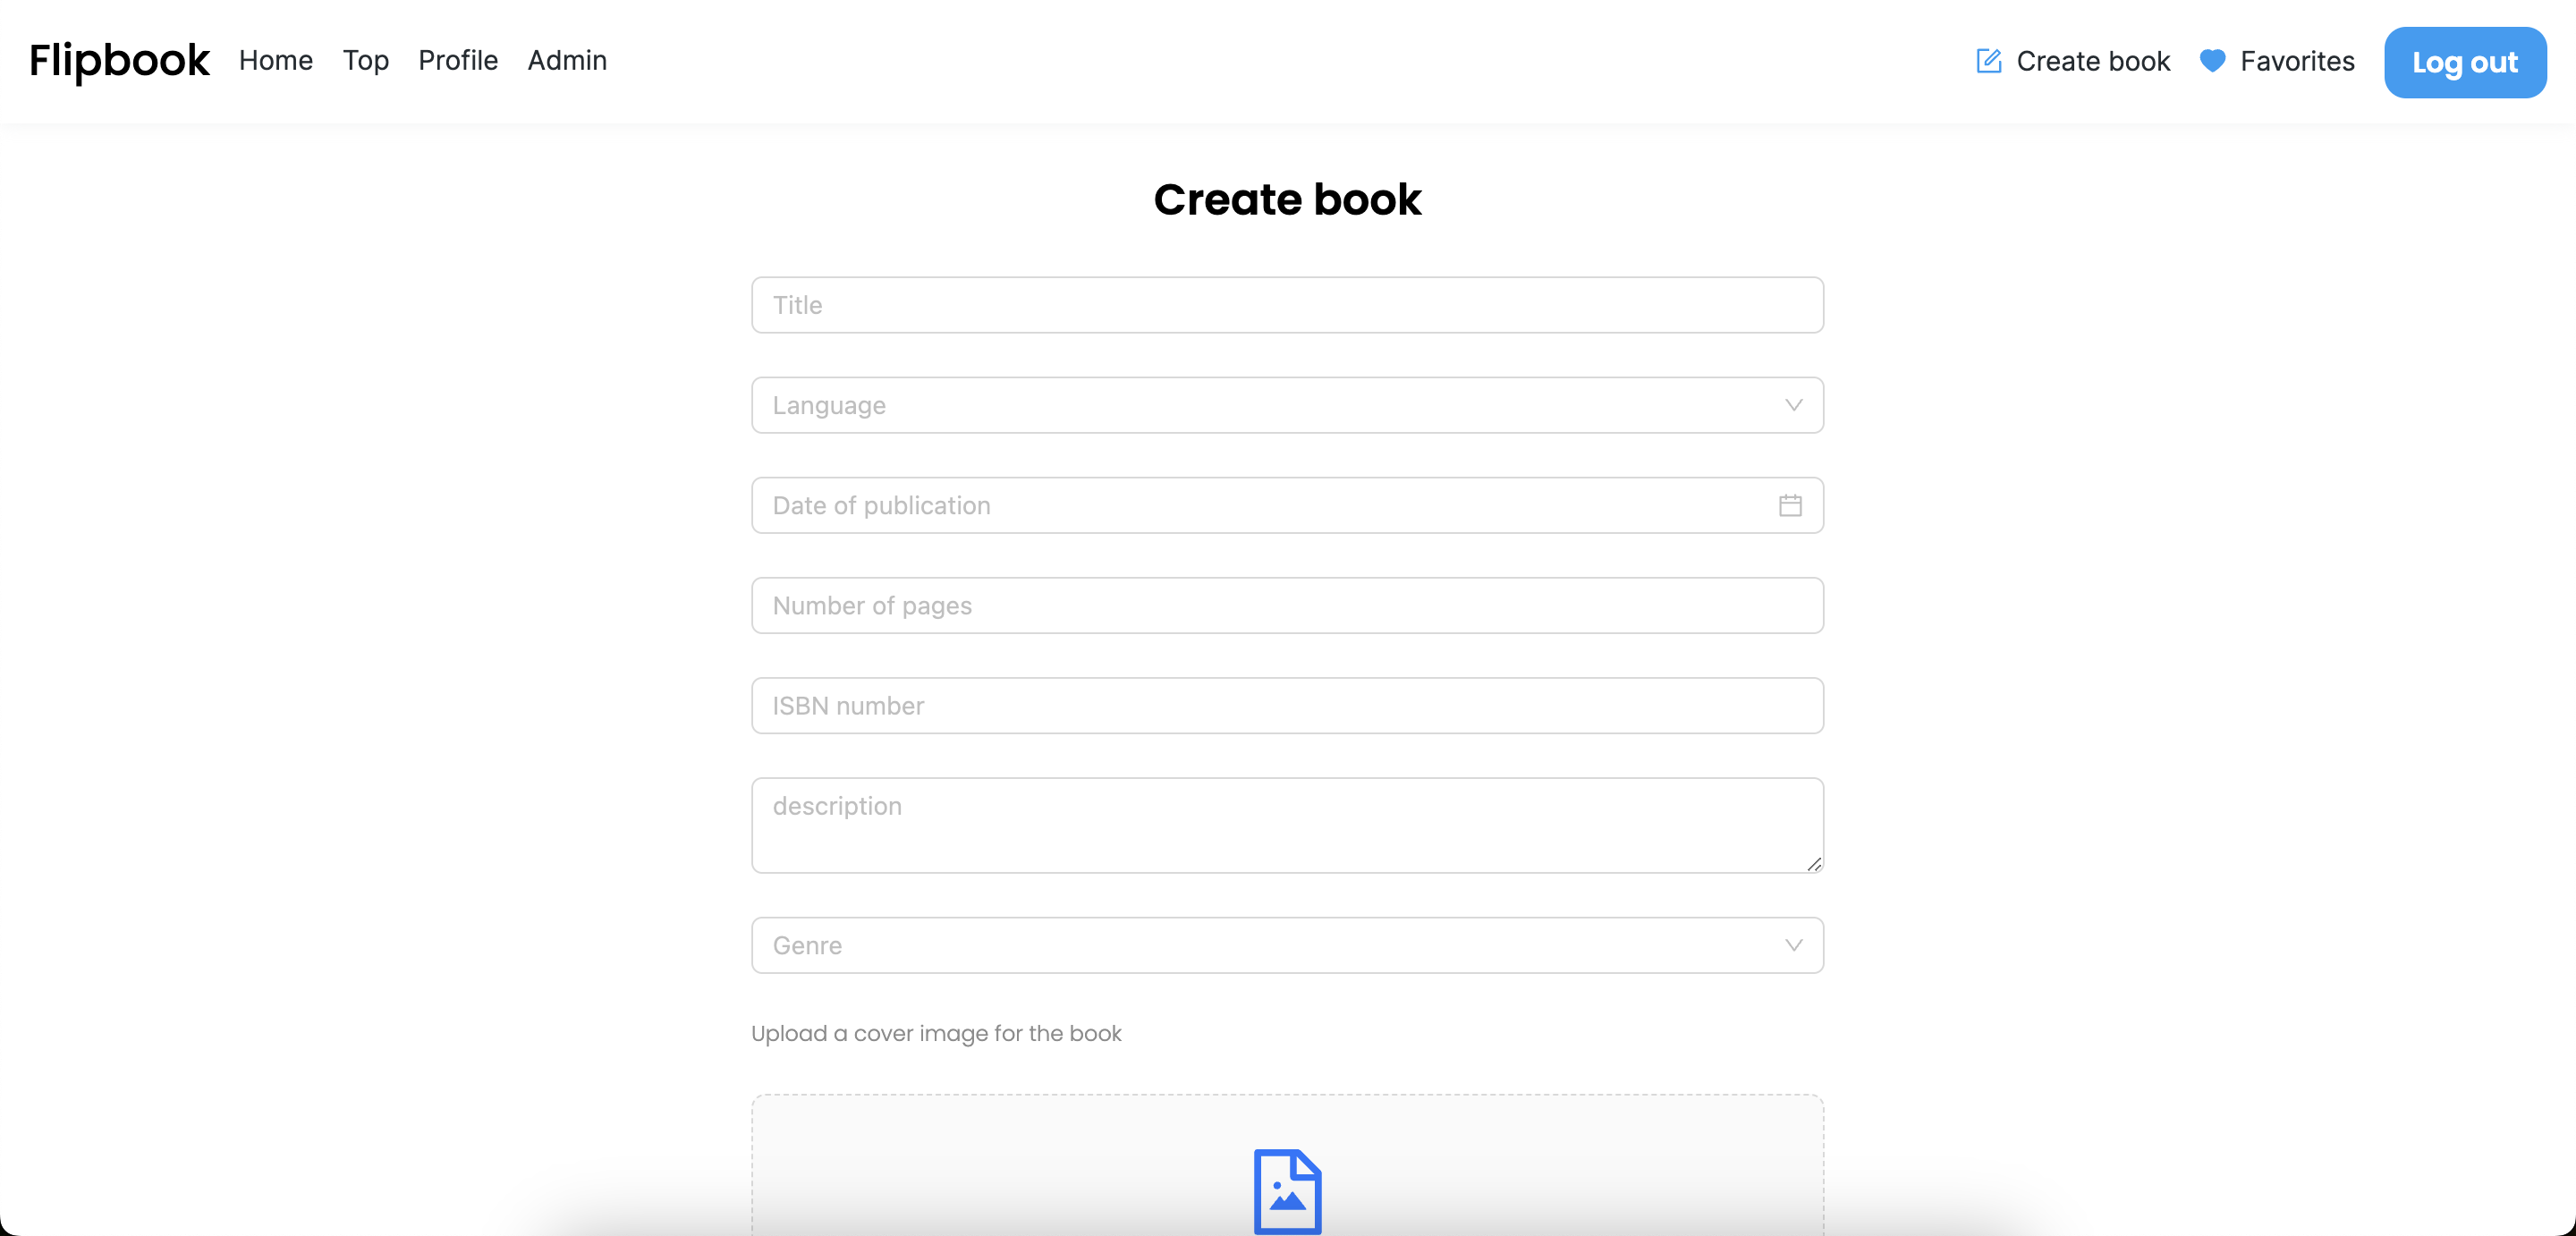 Flipbook Home Top Profile Admin Create book Favorites Log out
Create book
Title
Language
Date of publication
Number of pages
ISBN number
description
Genre
Upload a cover image for the book